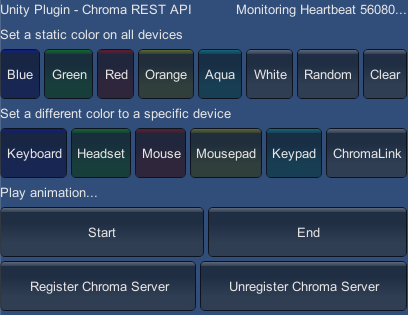 Unity Plugin - Chroma REST API Monitoring Heartbeat 56080...
Set a static color on all devices
Blue Green Red Orange Aqua White Random Clear
Set a different color to a specific device
Keyboard Headset Mouse Mousepad Keypad ChromaLink
Play animation...
Start End
Register Chroma Server Unregister Chroma Server